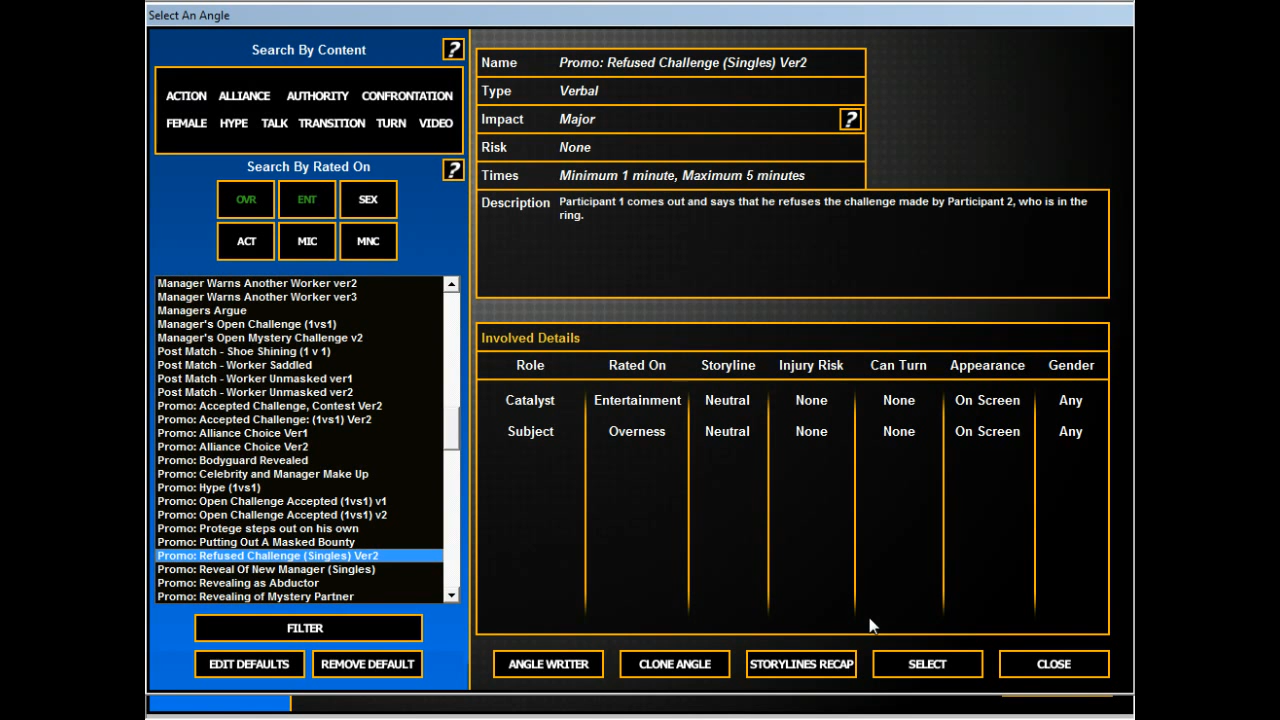 Select An Angle
Search By Content
?
ACTION ALLIANCE AUTHORITY CONFRONTATION
FEMALE HYPE TALK TRANSITION TURN VIDEO
Search By Rated On
?
OVR ENT SEX
ACT MIC MNC
Manager Warns Another Worker ver2
Manager Warns Another Worker ver3
Managers Argue
Manager's Open Challenge (1vs1)
Manager's Open Mystery Challenge v2
Post Match - Shoe Shining (1 v 1)
Post Match - Worker Saddled
Post Match - Worker Unmasked ver1
Post Match - Worker Unmasked ver2
Promo: Accepted Challenge, Contest Ver2
Promo: Accepted Challenge: (1vs1) Ver2
Promo: Alliance Choice Ver1
Promo: Alliance Choice Ver2
Promo: Bodyguard Revealed
Promo: Celebrity and Manager Make Up
Promo: Hype (1vs1)
Promo: Open Challenge Accepted (1vs1) v1
Promo: Open Challenge Accepted (1vs1) v2
Promo: Protege steps out on his own
Promo: Putting Out A Masked Bounty
Promo: Refused Challenge (Singles) Ver2
Promo: Reveal Of New Manager (Singles)
Promo: Revealing as Abductor
Promo: Revealing of Mystery Partner
FILTER
EDIT DEFAULTS REMOVE DEFAULT
Name Promo: Refused Challenge (Singles) Ver2
Type Verbal
Impact Major ?
Risk None
Times Minimum 1 minute, Maximum 5 minutes
Description Participant 1 comes out and says that he refuses the challenge made by Participant 2, who is in the
ring.
Involved Details
Role Rated On Storyline Injury Risk Can Turn Appearance Gender
Catalyst Entertainment Neutral None None On Screen Any
Subject Overness Neutral None None On Screen Any
ANGLE WRITER CLONE ANGLE STORYLINES RECAP SELECT CLOSE